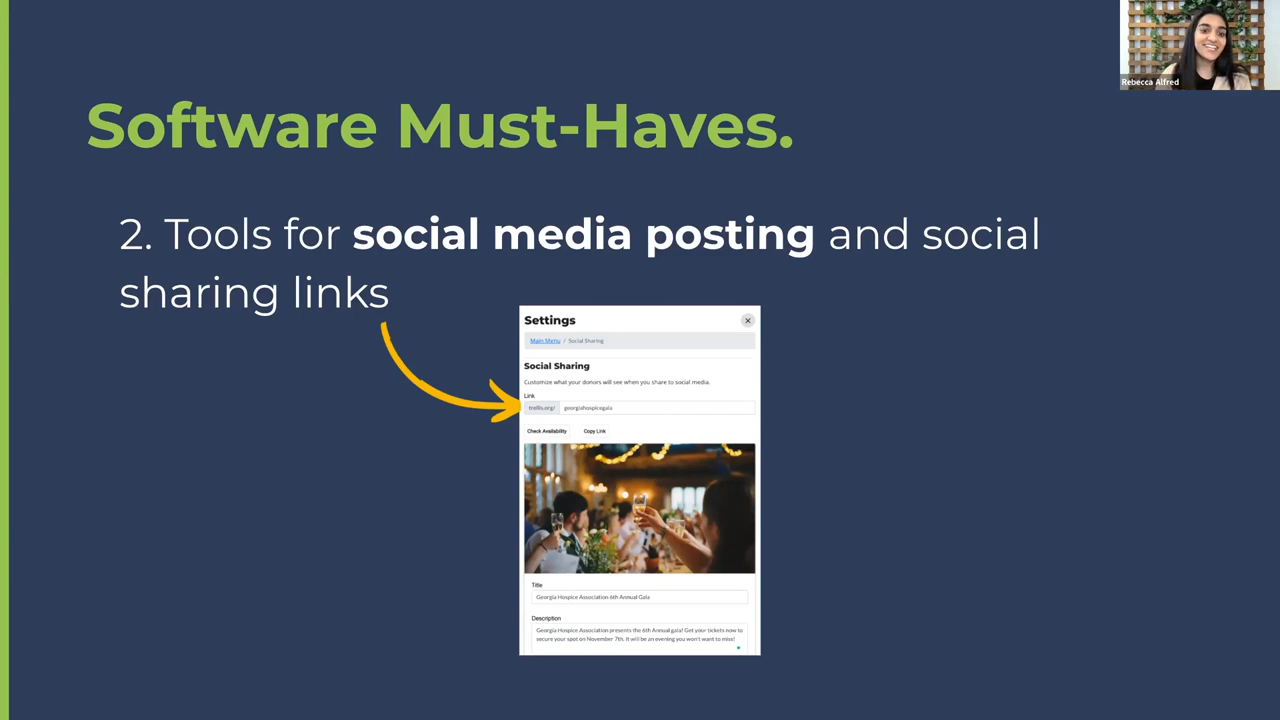 Rebecca Alfred
Software Must-Haves.
2. Tools for social media posting and social
sharing links
Settings
Main Menu / Social Sharing
Social Sharing
Customize what your donors will see when you share to social media.
Link
trellis.org/ georgiahospicegala
Check Availability Copy Link
Title
Georgia Hospice Association 6th Annual Gala
Description
Georgia Hospice Association presents the 6th Annual gala! Get your tickets now to
secure your spot on November 7th. It will be an evening you won't want to miss!